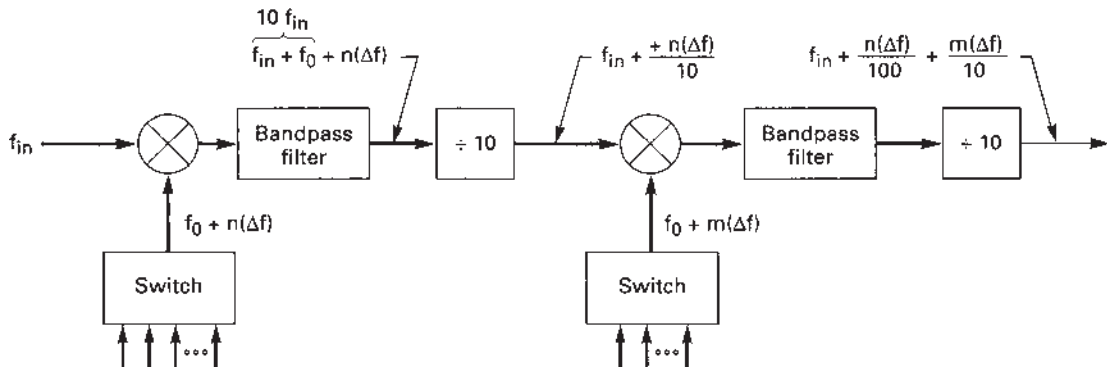 10 f_in
f_in + f_0 + n(Δf)
f_in + + n(Δf)/10
f_in + n(Δf)/100 + m(Δf)/10
f_in
Bandpass
filter
÷ 10
Bandpass
filter
÷ 10
f_0 + n(Δf)
f_0 + m(Δf)
Switch
Switch